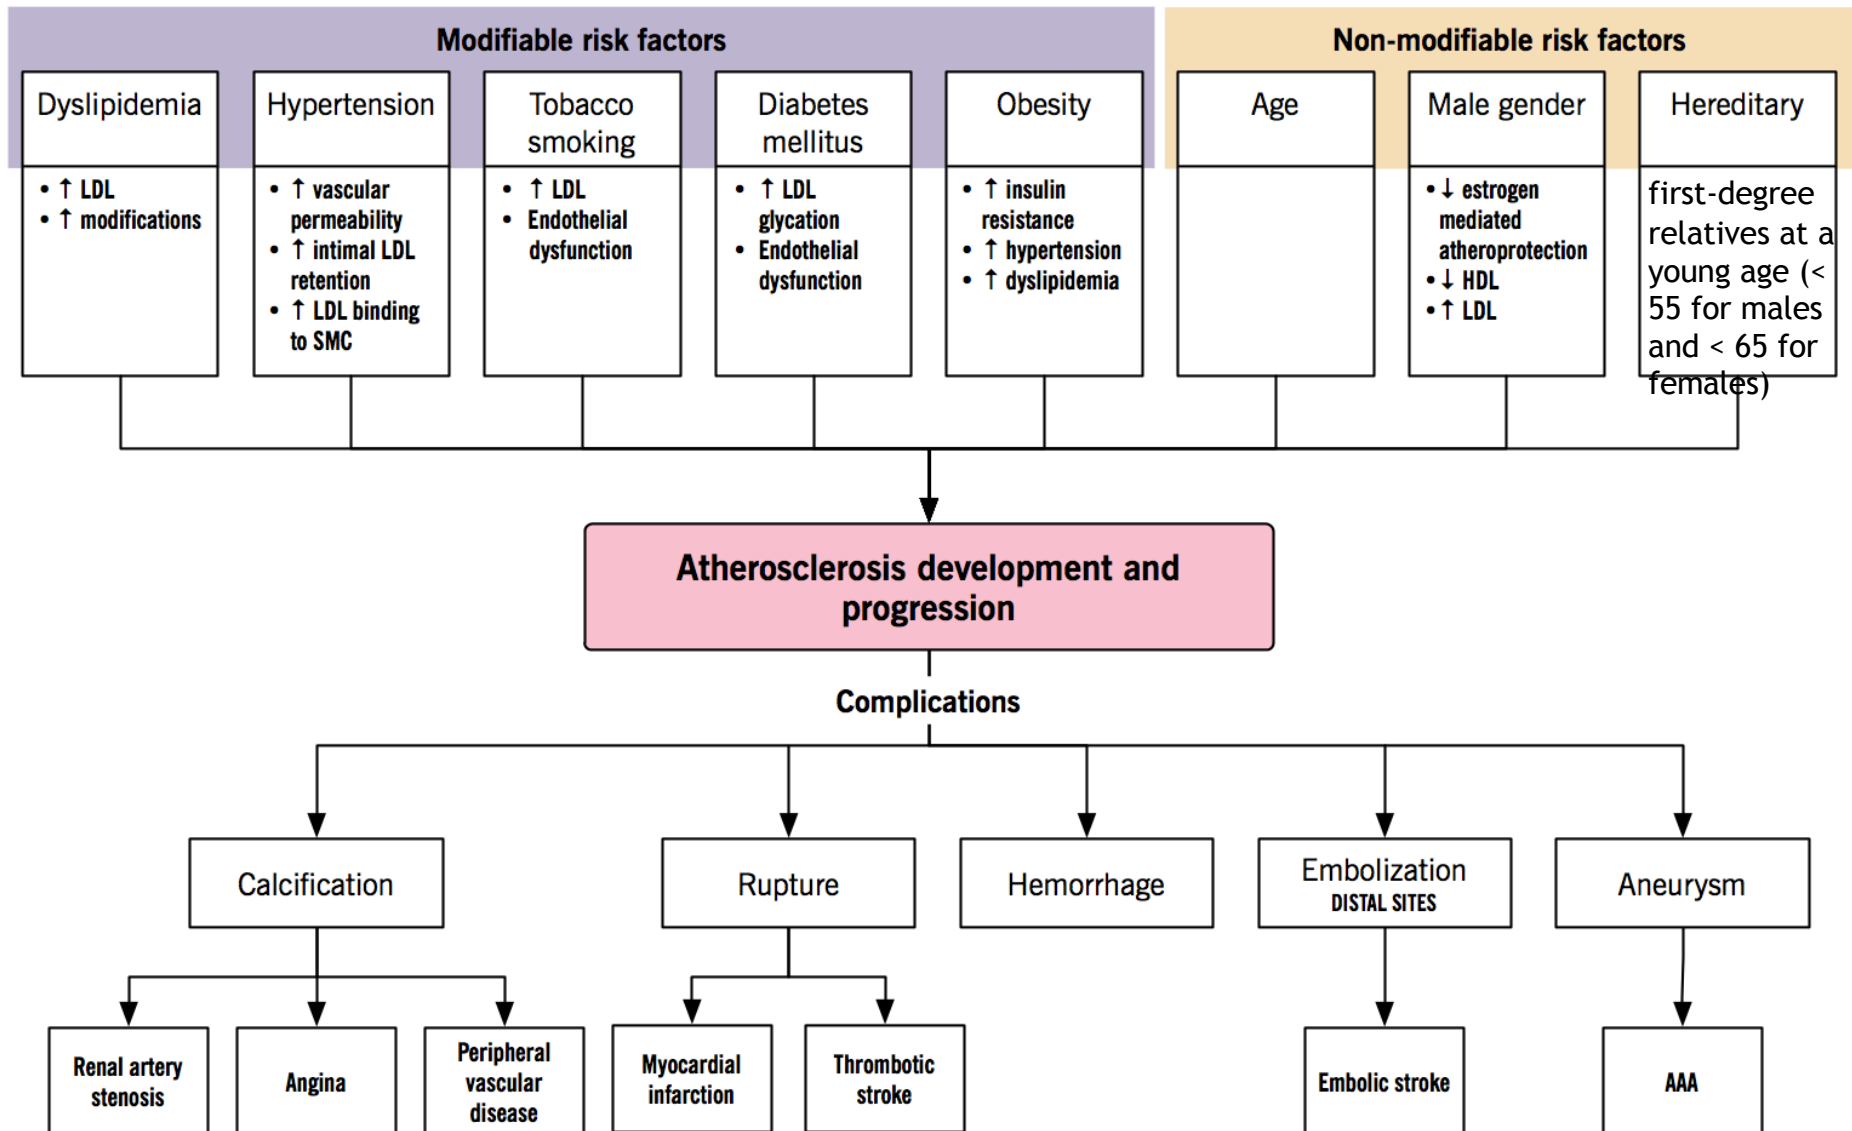 Modifiable risk factors
Non-modifiable risk factors
Dyslipidemia
• ↑ LDL
• ↑ modifications
Hypertension
• ↑ vascular
permeability
• ↑ intimal LDL
retention
• ↑ LDL binding
to SMC
Tobacco
smoking
• ↑ LDL
• Endothelial
dysfunction
Diabetes
mellitus
• ↑ LDL
glycation
• Endothelial
dysfunction
Obesity
• ↑ insulin
resistance
• ↑ hypertension
• ↑ dyslipidemia
Age
Male gender
• ↓ estrogen
mediated
atheroprotection
• ↓ HDL
• ↑ LDL
Hereditary
first-degree
relatives at a
young age (<
55 for males
and < 65 for
females)
Atherosclerosis development and
progression
Complications
Calcification
Rupture
Hemorrhage
Embolization
DISTAL SITES
Aneurysm
Renal artery
stenosis
Angina
Peripheral
vascular
disease
Myocardial
infarction
Thrombotic
stroke
Embolic stroke
AAA